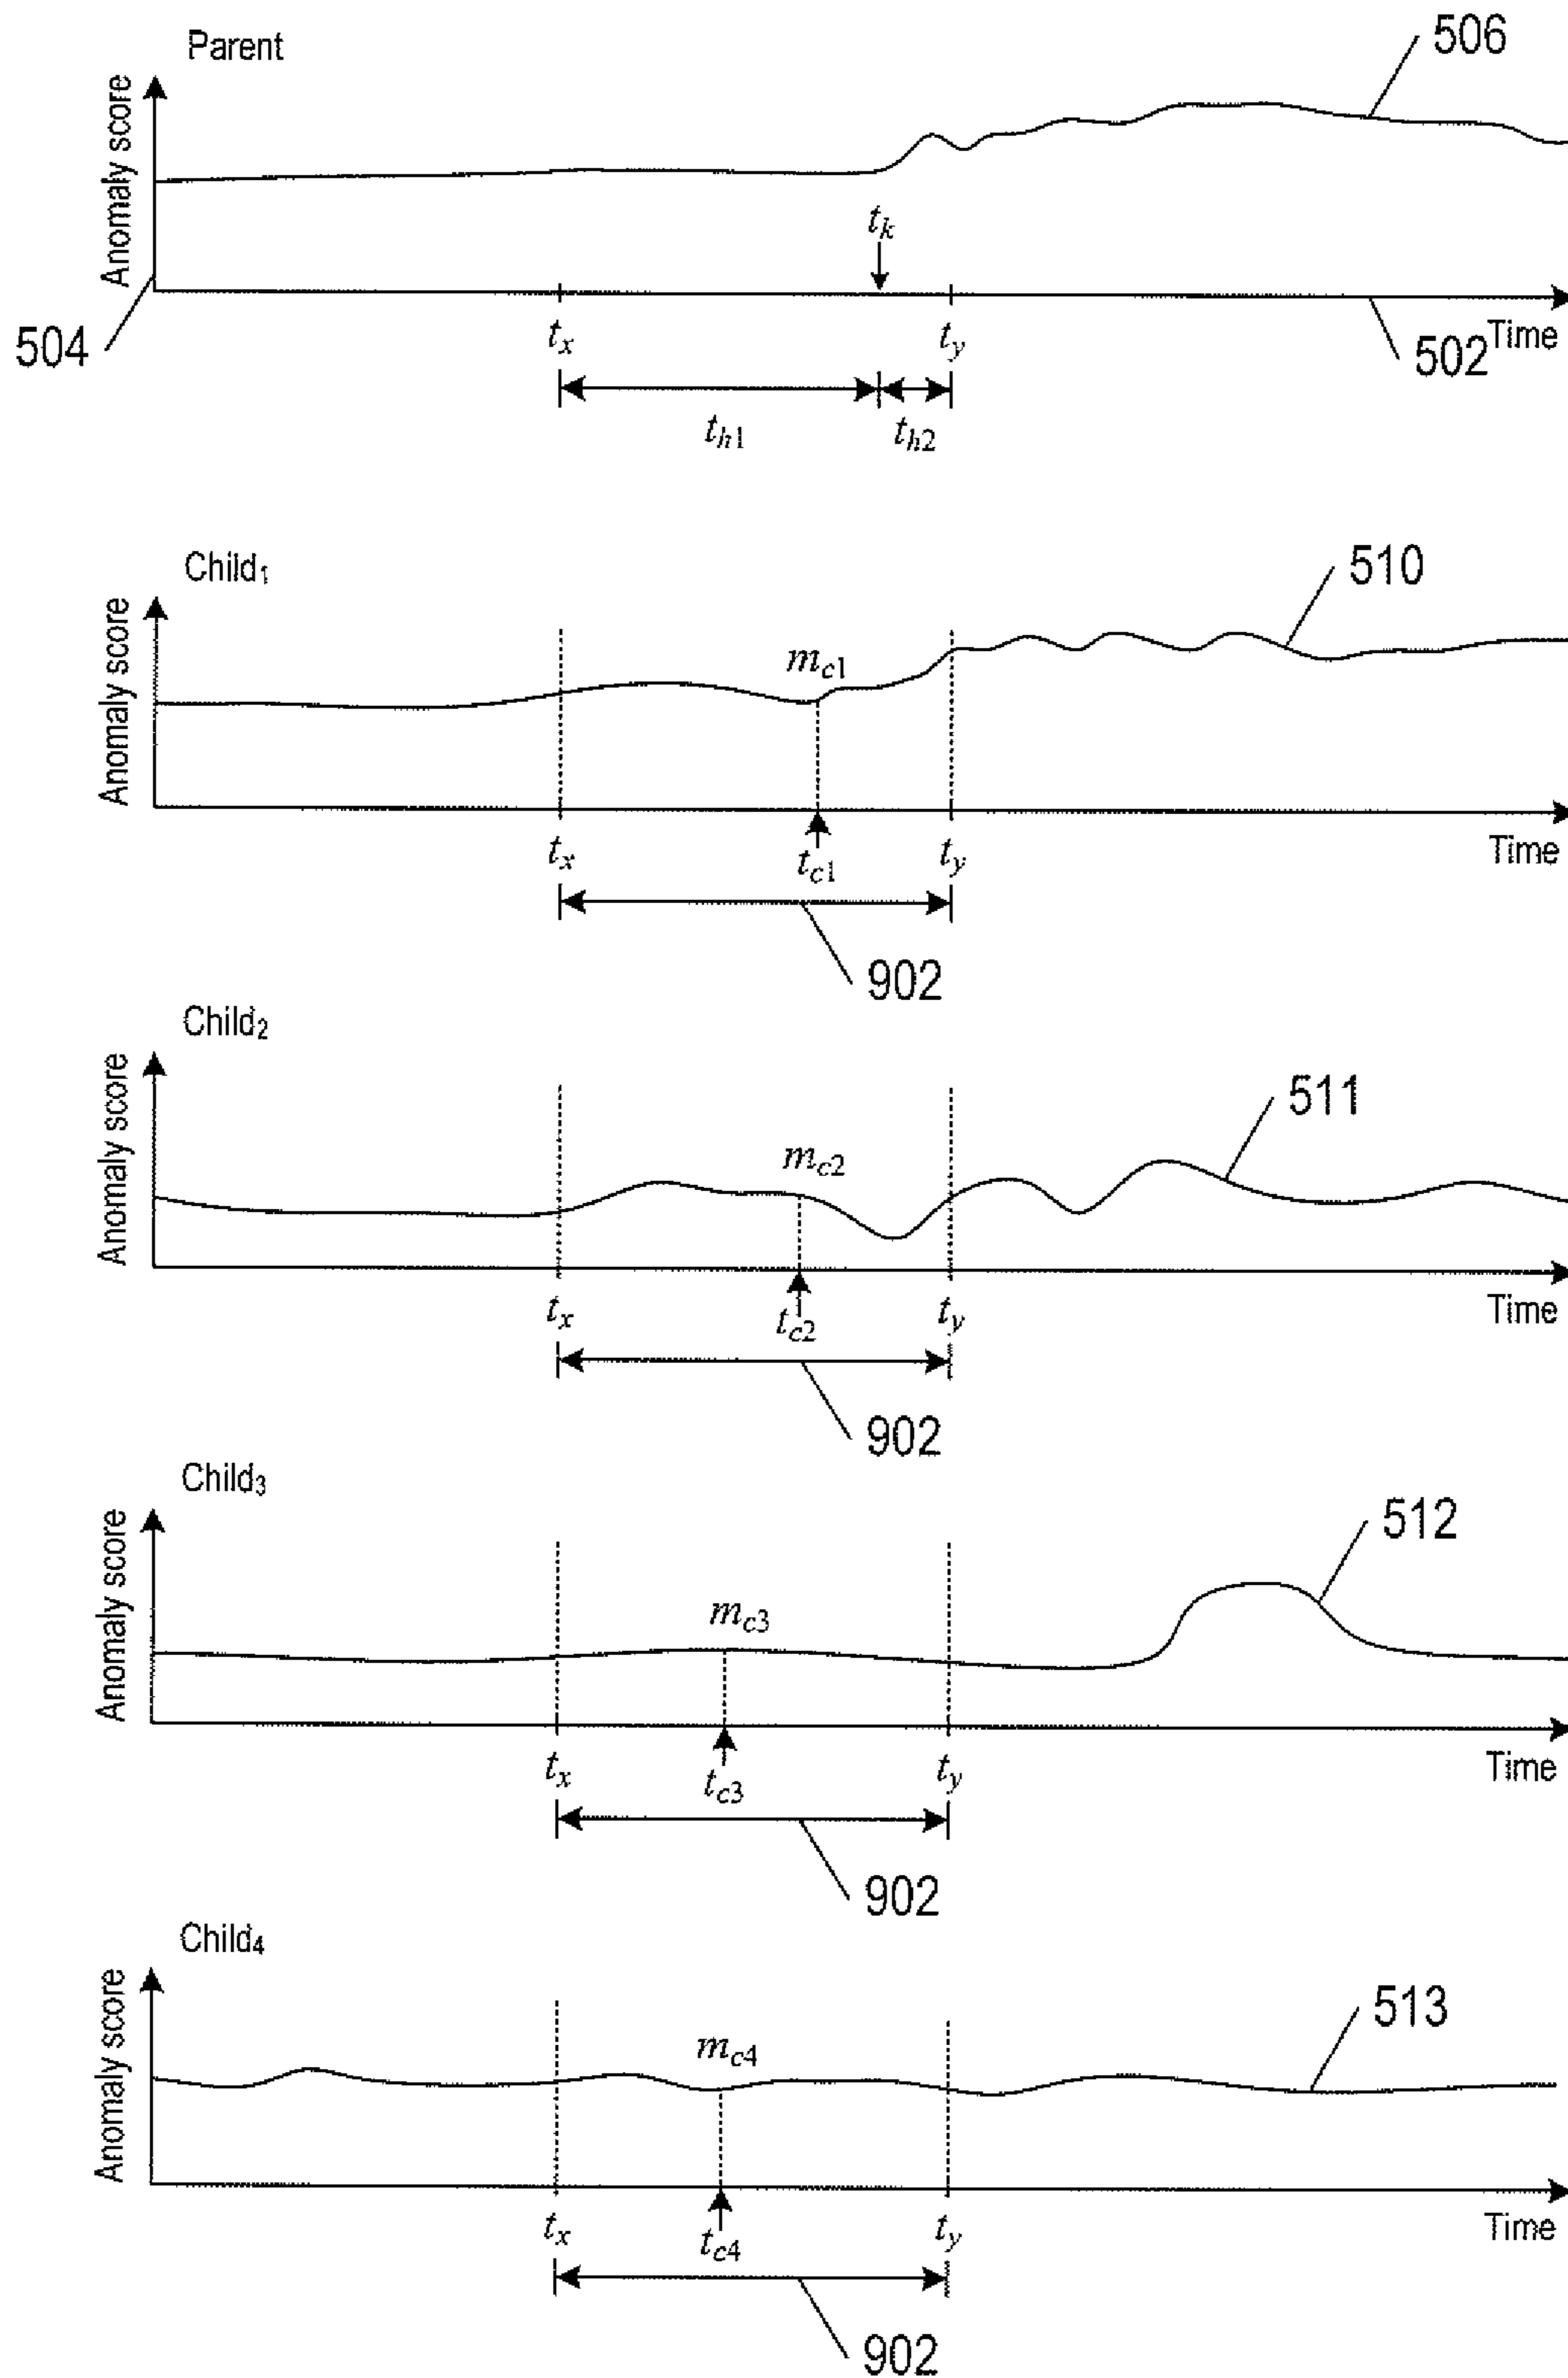 Parent
506
Anomaly score
t_k
504
t_x
t_y
502
Time
t_h1
t_h2
Child₁
510
Anomaly score
m_c1
t_x
t_c1
t_y
Time
902
Child₂
511
Anomaly score
m_c2
t_x
t_c2
t_y
Time
902
Child₃
512
Anomaly score
m_c3
t_x
t_c3
t_y
Time
902
Child₄
513
Anomaly score
m_c4
t_x
t_c4
t_y
Time
902